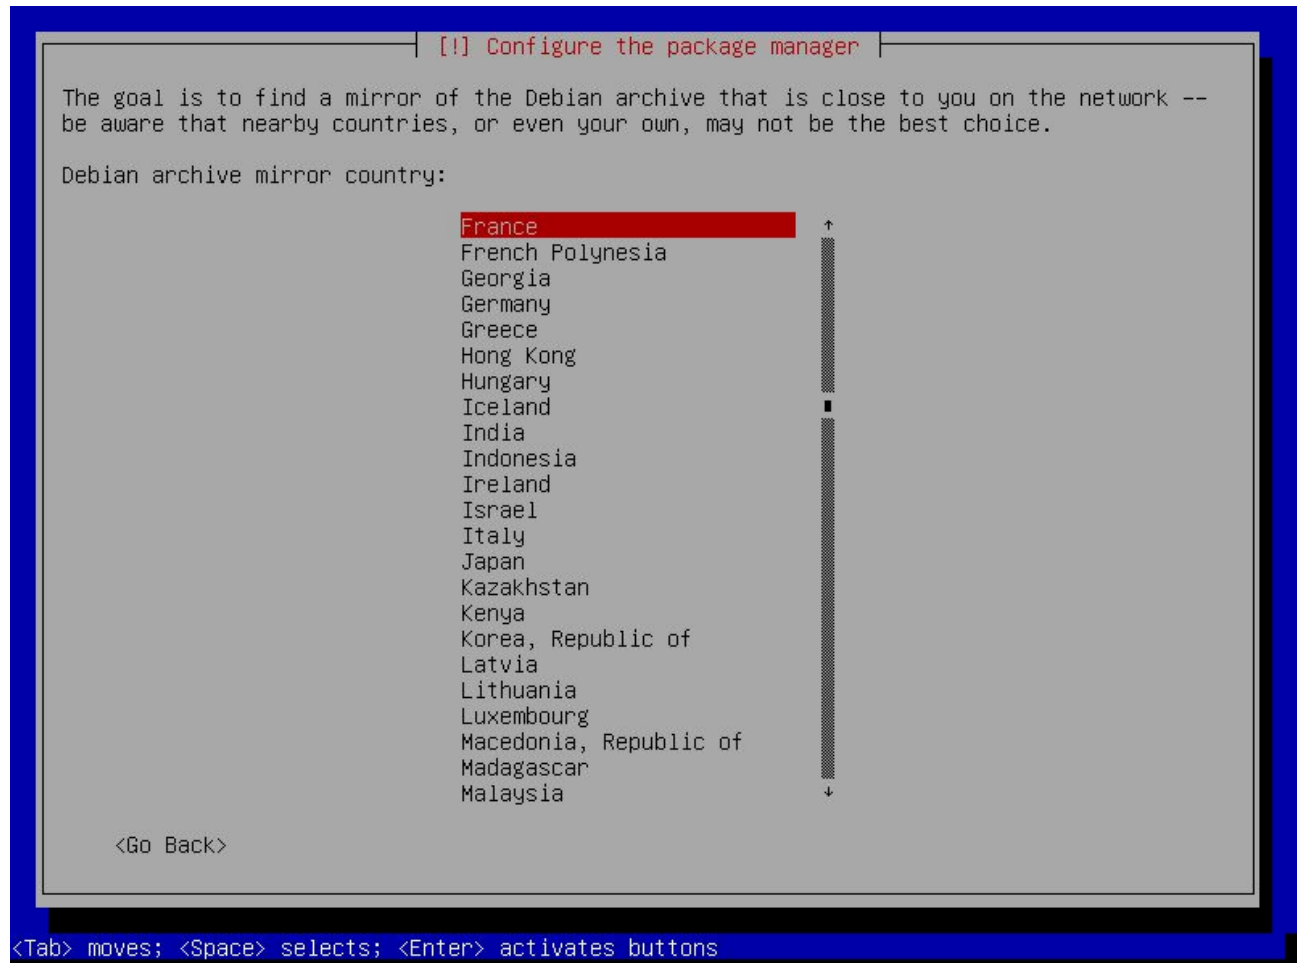 [!] Configure the package manager
The goal is to find a mirror of the Debian archive that is close to you on the network --
be aware that nearby countries, or even your own, may not be the best choice.
Debian archive mirror country:
France
French Polynesia
Georgia
Germany
Greece
Hong Kong
Hungary
Iceland
India
Indonesia
Ireland
Israel
Italy
Japan
Kazakhstan
Kenya
Korea, Republic of
Latvia
Lithuania
Luxembourg
Macedonia, Republic of
Madagascar
Malaysia
<Go Back>
<Tab> moves; <Space> selects; <Enter> activates buttons